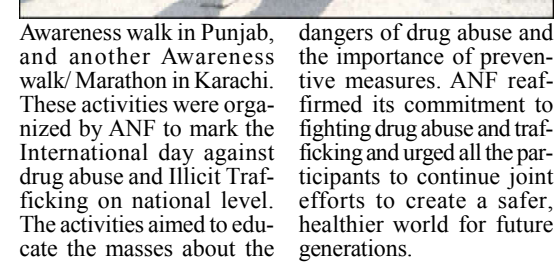 Awareness walk in Punjab,
and another Awareness
walk/ Marathon in Karachi.
These activities were orga-
nized by ANF to mark the
International day against
drug abuse and Illicit Traf-
ficking on national level.
The activities aimed to edu-
cate the masses about the
dangers of drug abuse and
the importance of preven-
tive measures. ANF reaf-
firmed its commitment to
fighting drug abuse and traf-
ficking and urged all the par-
ticipants to continue joint
efforts to create a safer,
healthier world for future
generations.